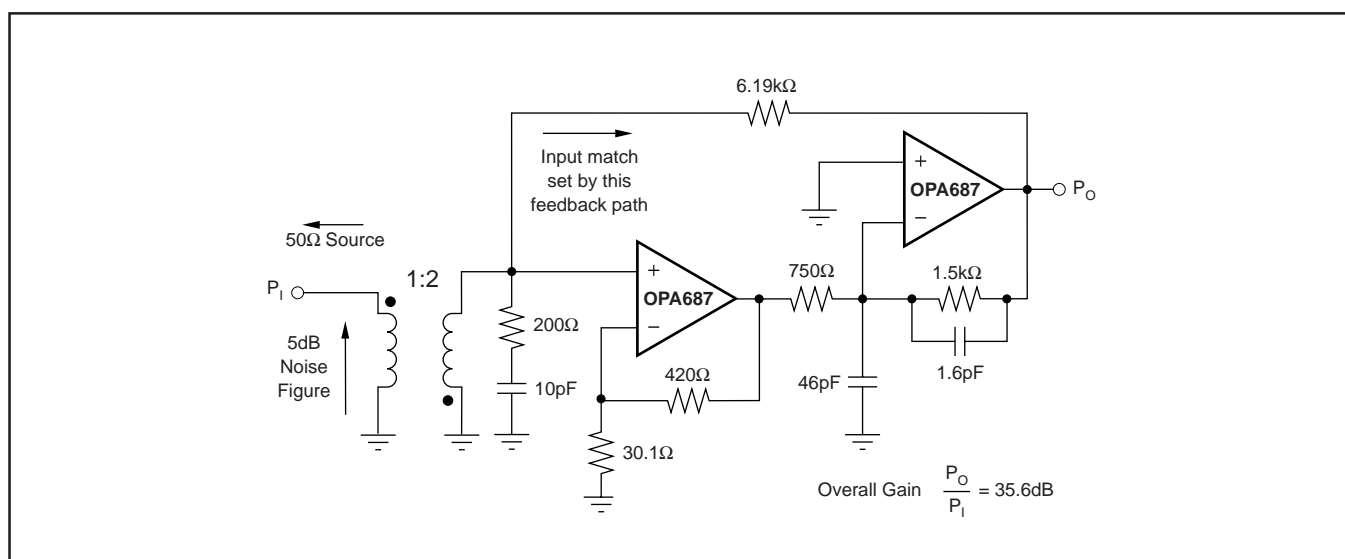 6.19kΩ
Input match
set by this
feedback path
+
OPA687
−
P_O
50Ω Source
1:2
P_I
5dB
Noise
Figure
200Ω
10pF
+
OPA687
−
750Ω
1.5kΩ
1.6pF
420Ω
46pF
30.1Ω
Overall Gain P_O/P_I = 35.6dB